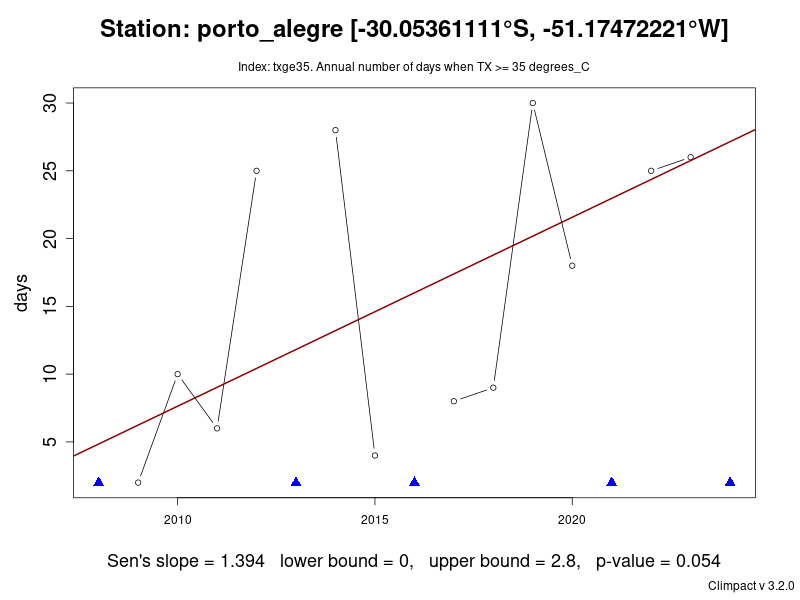 Station: porto_alegre [-30.05361111°S, -51.17472221°W]
Index: txge35. Annual number of days when TX >= 35 degrees_C
30
25
20
15
10
5
days
2010 2015 2020
Sen's slope = 1.394 lower bound = 0, upper bound = 2.8, p-value = 0.054
Climpact v 3.2.0